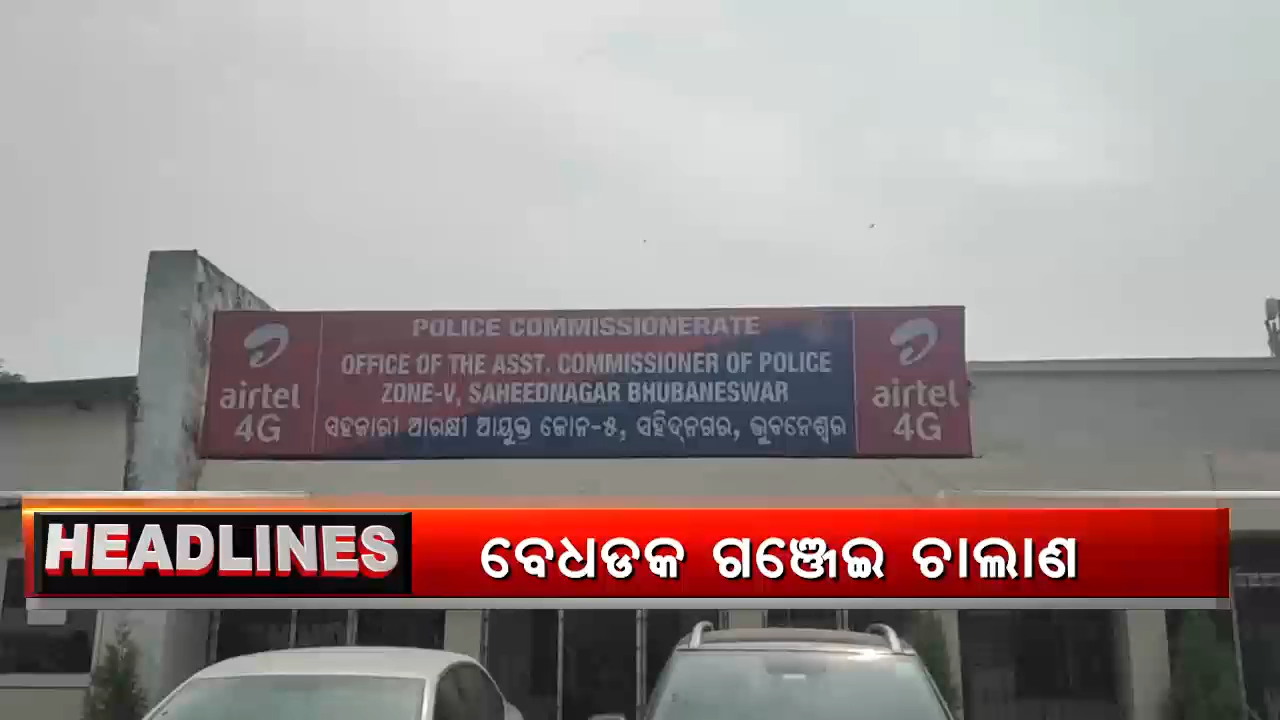 POLICE COMMISSIONERATE
OFFICE OF THE ASST. COMMISSIONER OF POLICE
ZONE-V, SAHEEDNAGAR BHUBANESWAR
ସହକାରୀ ଆରକ୍ଷୀ ଆୟୁକ୍ତ ଜୋନ-୫, ସହିଦ୍‌ନଗର, ଭୁବନେଶ୍ୱର
airtel
4G
airtel
4G
HEADLINES
ବେଧଡକ ଗଞ୍ଜେଇ ଚାଲାଣ